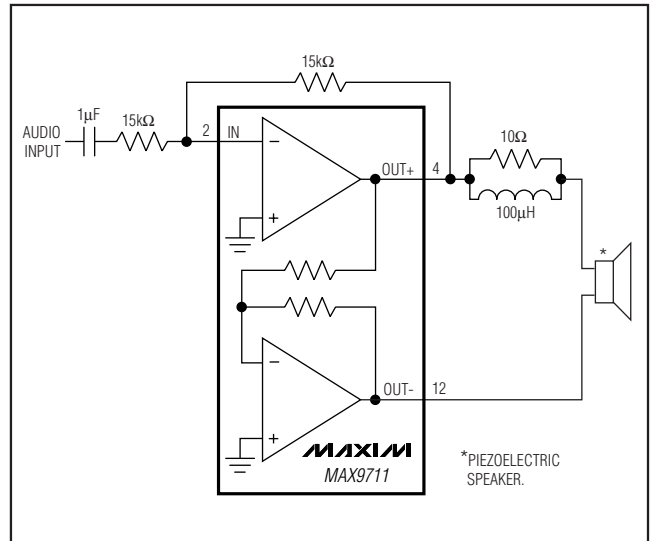 15kΩ
1µF
15kΩ
AUDIO
INPUT
2
IN
−
+
OUT+
4
10Ω
100µH
*
−
+
OUT-
12
MAXIM
MAX9711
*PIEZOELECTRIC
SPEAKER.